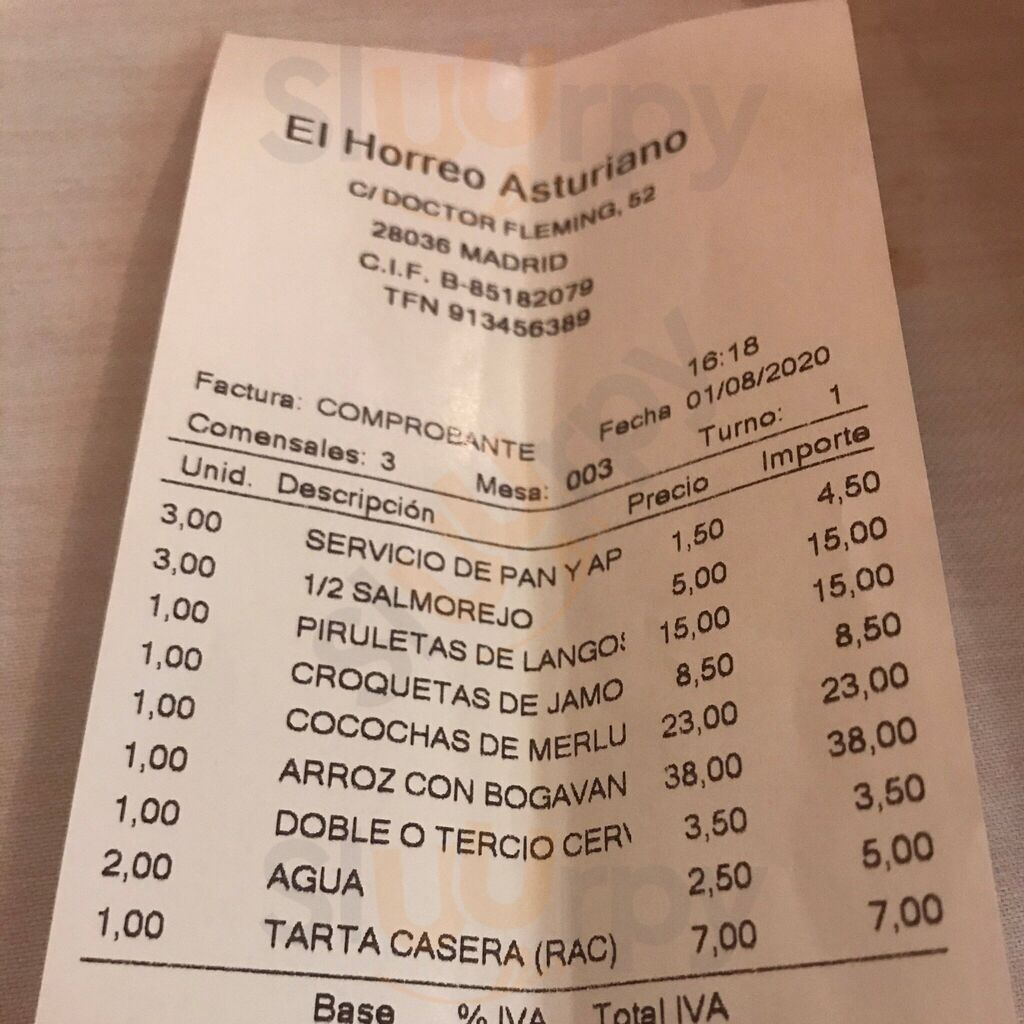 El Horreo Asturiano
C/ DOCTOR FLEMING, 52
28036 MADRID
C.I.F. B-85182079
TFN 913456389
16:18
Factura: COMPROBANTE Fecha 01/08/2020
Comensales: 3 Mesa: 003 Turno: 1
Unid. Descripción Precio Importe
3,00 SERVICIO DE PAN Y AP 1,50 4,50
3,00 1/2 SALMOREJO 5,00 15,00
1,00 PIRULETAS DE LANGOS 15,00 15,00
1,00 CROQUETAS DE JAMO 8,50 8,50
1,00 COCOCHAS DE MERLU 23,00 23,00
1,00 ARROZ CON BOGAVAN 38,00 38,00
1,00 DOBLE O TERCIO CERV 3,50 3,50
2,00 AGUA 2,50 5,00
1,00 TARTA CASERA (RAC) 7,00 7,00
Base % IVA Total IVA
Sluurpy
Sluurpy
Sluurpy